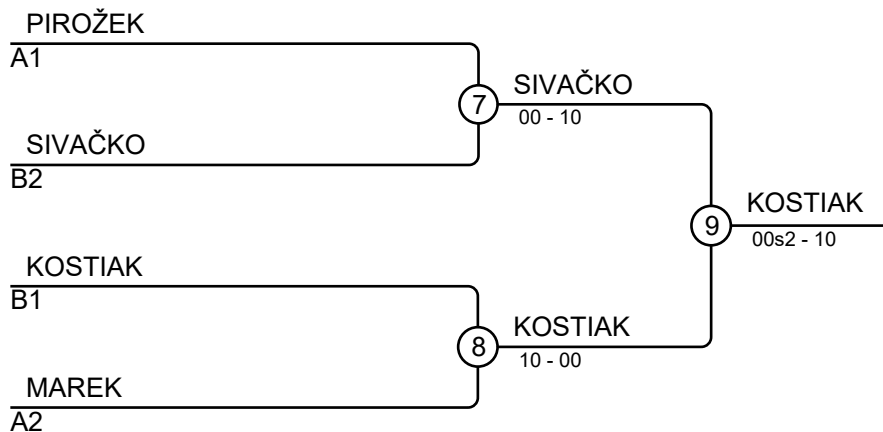 PIROŽEK
A1
7
SIVAČKO
00 - 10
SIVAČKO
B2
9
KOSTIAK
00s2 - 10
KOSTIAK
B1
8
KOSTIAK
10 - 00
MAREK
A2